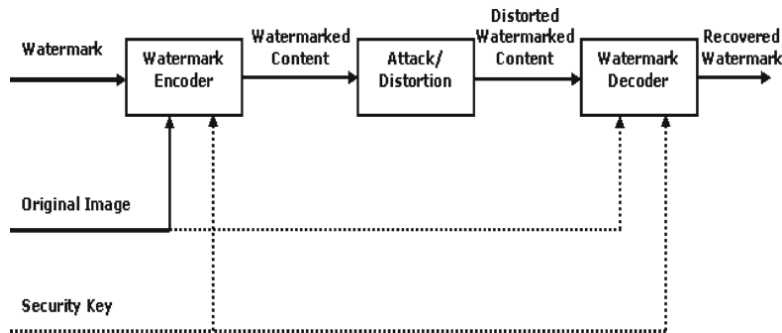 Watermark
Watermark
Encoder
Watermarked
Content
Attack/
Distortion
Distorted
Watermarked
Content
Watermark
Decoder
Recovered
Watermark
Original Image
Security Key